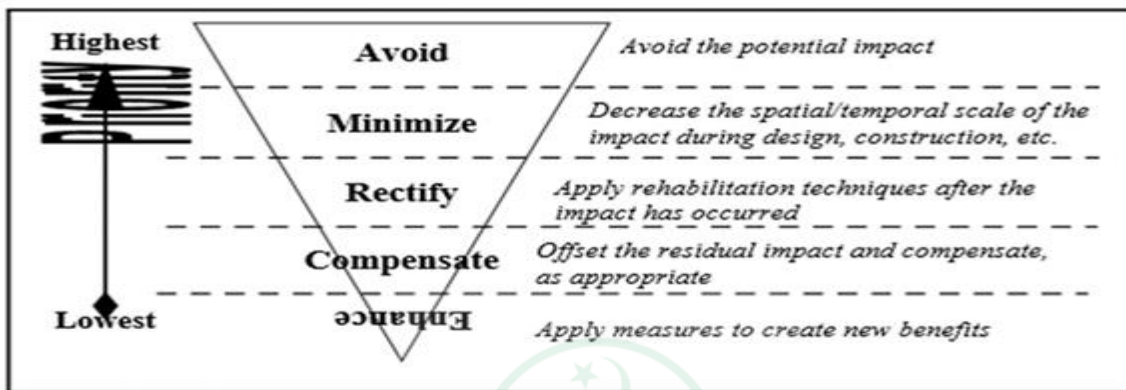 Highest
Avoid
Avoid the potential impact
Minimize
Decrease the spatial/temporal scale of the
impact during design, construction, etc.
Rectify
Apply rehabilitation techniques after the
impact has occurred
Compensate
Offset the residual impact and compensate,
as appropriate
Lowest
Enhance
Apply measures to create new benefits